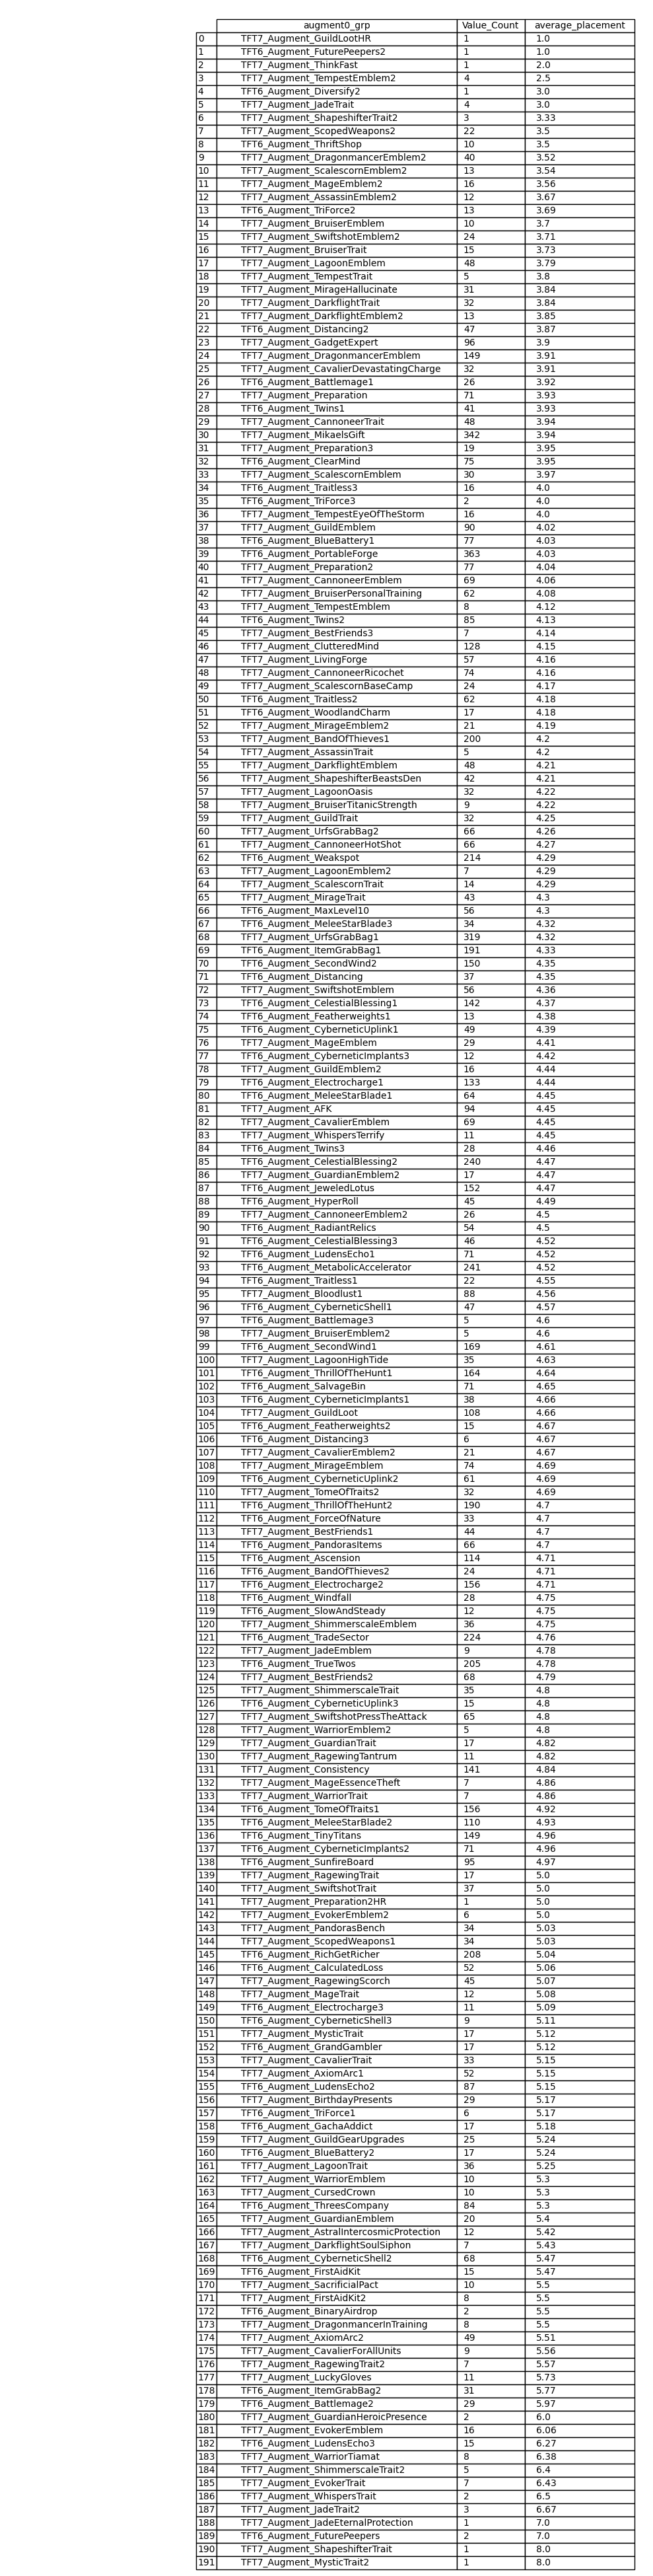 augment0_grp Value_Count average_placement
0 TFT7_Augment_GuildLootHR 1 1.0
1 TFT6_Augment_FuturePeepers2 1 1.0
2 TFT7_Augment_ThinkFast 1 2.0
3 TFT7_Augment_TempestEmblem2 4 2.5
4 TFT6_Augment_Diversify2 1 3.0
5 TFT7_Augment_JadeTrait 4 3.0
6 TFT7_Augment_ShapeshifterTrait2 3 3.33
7 TFT7_Augment_ScopedWeapons2 22 3.5
8 TFT6_Augment_ThriftShop 10 3.5
9 TFT7_Augment_DragonmancerEmblem2 40 3.52
10 TFT7_Augment_ScalescornEmblem2 13 3.54
11 TFT7_Augment_MageEmblem2 16 3.56
12 TFT7_Augment_AssassinEmblem2 12 3.67
13 TFT6_Augment_TriForce2 13 3.69
14 TFT7_Augment_BruiserEmblem 10 3.7
15 TFT7_Augment_SwiftshotEmblem2 24 3.71
16 TFT7_Augment_BruiserTrait 15 3.73
17 TFT7_Augment_LagoonEmblem 48 3.79
18 TFT7_Augment_TempestTrait 5 3.8
19 TFT7_Augment_MirageHallucinate 31 3.84
20 TFT7_Augment_DarkflightTrait 32 3.84
21 TFT7_Augment_DarkflightEmblem2 13 3.85
22 TFT6_Augment_Distancing2 47 3.87
23 TFT7_Augment_GadgetExpert 96 3.9
24 TFT7_Augment_DragonmancerEmblem 149 3.91
25 TFT7_Augment_CavalierDevastatingCharge 32 3.91
26 TFT6_Augment_Battlemage1 26 3.92
27 TFT7_Augment_Preparation 71 3.93
28 TFT6_Augment_Twins1 41 3.93
29 TFT7_Augment_CannoneerTrait 48 3.94
30 TFT7_Augment_MikaelsGift 342 3.94
31 TFT7_Augment_Preparation3 19 3.95
32 TFT6_Augment_ClearMind 75 3.95
33 TFT7_Augment_ScalescornEmblem 30 3.97
34 TFT6_Augment_Traitless3 16 4.0
35 TFT6_Augment_TriForce3 2 4.0
36 TFT7_Augment_TempestEyeOfTheStorm 16 4.0
37 TFT7_Augment_GuildEmblem 90 4.02
38 TFT6_Augment_BlueBattery1 77 4.03
39 TFT6_Augment_PortableForge 363 4.03
40 TFT7_Augment_Preparation2 77 4.04
41 TFT7_Augment_CannoneerEmblem 69 4.06
42 TFT7_Augment_BruiserPersonalTraining 62 4.08
43 TFT7_Augment_TempestEmblem 8 4.12
44 TFT6_Augment_Twins2 85 4.13
45 TFT7_Augment_BestFriends3 7 4.14
46 TFT7_Augment_ClutteredMind 128 4.15
47 TFT7_Augment_LivingForge 57 4.16
48 TFT7_Augment_CannoneerRicochet 74 4.16
49 TFT7_Augment_ScalescornBaseCamp 24 4.17
50 TFT6_Augment_Traitless2 62 4.18
51 TFT6_Augment_WoodlandCharm 17 4.18
52 TFT7_Augment_MirageEmblem2 21 4.19
53 TFT7_Augment_BandOfThieves1 200 4.2
54 TFT7_Augment_AssassinTrait 5 4.2
55 TFT7_Augment_DarkflightEmblem 48 4.21
56 TFT7_Augment_ShapeshifterBeastsDen 42 4.21
57 TFT7_Augment_LagoonOasis 32 4.22
58 TFT7_Augment_BruiserTitanicStrength 9 4.22
59 TFT7_Augment_GuildTrait 32 4.25
60 TFT7_Augment_UrfsGrabBag2 66 4.26
61 TFT7_Augment_CannoneerHotShot 66 4.27
62 TFT6_Augment_Weakspot 214 4.29
63 TFT7_Augment_LagoonEmblem2 7 4.29
64 TFT7_Augment_ScalescornTrait 14 4.29
65 TFT7_Augment_MirageTrait 43 4.3
66 TFT6_Augment_MaxLevel10 56 4.3
67 TFT6_Augment_MeleeStarBlade3 34 4.32
68 TFT7_Augment_UrfsGrabBag1 319 4.32
69 TFT6_Augment_ItemGrabBag1 191 4.33
70 TFT6_Augment_SecondWind2 150 4.35
71 TFT6_Augment_Distancing 37 4.35
72 TFT7_Augment_SwiftshotEmblem 56 4.36
73 TFT6_Augment_CelestialBlessing1 142 4.37
74 TFT6_Augment_Featherweights1 13 4.38
75 TFT6_Augment_CyberneticUplink1 49 4.39
76 TFT7_Augment_MageEmblem 29 4.41
77 TFT6_Augment_CyberneticImplants3 12 4.42
78 TFT7_Augment_GuildEmblem2 16 4.44
79 TFT6_Augment_Electrocharge1 133 4.44
80 TFT6_Augment_MeleeStarBlade1 64 4.45
81 TFT7_Augment_AFK 94 4.45
82 TFT7_Augment_CavalierEmblem 69 4.45
83 TFT7_Augment_WhispersTerrify 11 4.45
84 TFT6_Augment_Twins3 28 4.46
85 TFT6_Augment_CelestialBlessing2 240 4.47
86 TFT7_Augment_GuardianEmblem2 17 4.47
87 TFT6_Augment_JeweledLotus 152 4.47
88 TFT6_Augment_HyperRoll 45 4.49
89 TFT7_Augment_CannoneerEmblem2 26 4.5
90 TFT6_Augment_RadiantRelics 54 4.5
91 TFT6_Augment_CelestialBlessing3 46 4.52
92 TFT6_Augment_LudensEcho1 71 4.52
93 TFT6_Augment_MetabolicAccelerator 241 4.52
94 TFT6_Augment_Traitless1 22 4.55
95 TFT7_Augment_Bloodlust1 88 4.56
96 TFT6_Augment_CyberneticShell1 47 4.57
97 TFT6_Augment_Battlemage3 5 4.6
98 TFT7_Augment_BruiserEmblem2 5 4.6
99 TFT6_Augment_SecondWind1 169 4.61
100 TFT7_Augment_LagoonHighTide 35 4.63
101 TFT6_Augment_ThrillOfTheHunt1 164 4.64
102 TFT6_Augment_SalvageBin 71 4.65
103 TFT6_Augment_CyberneticImplants1 38 4.66
104 TFT7_Augment_GuildLoot 108 4.66
105 TFT6_Augment_Featherweights2 15 4.67
106 TFT6_Augment_Distancing3 6 4.67
107 TFT7_Augment_CavalierEmblem2 21 4.67
108 TFT7_Augment_MirageEmblem 74 4.69
109 TFT6_Augment_CyberneticUplink2 61 4.69
110 TFT7_Augment_TomeOfTraits2 32 4.69
111 TFT6_Augment_ThrillOfTheHunt2 190 4.7
112 TFT6_Augment_ForceOfNature 33 4.7
113 TFT7_Augment_BestFriends1 44 4.7
114 TFT6_Augment_PandorasItems 66 4.7
115 TFT6_Augment_Ascension 114 4.71
116 TFT6_Augment_BandOfThieves2 24 4.71
117 TFT6_Augment_Electrocharge2 156 4.71
118 TFT6_Augment_Windfall 28 4.75
119 TFT6_Augment_SlowAndSteady 12 4.75
120 TFT7_Augment_ShimmerscaleEmblem 36 4.75
121 TFT6_Augment_TradeSector 224 4.76
122 TFT7_Augment_JadeEmblem 9 4.78
123 TFT6_Augment_TrueTwos 205 4.78
124 TFT7_Augment_BestFriends2 68 4.79
125 TFT7_Augment_ShimmerscaleTrait 35 4.8
126 TFT6_Augment_CyberneticUplink3 15 4.8
127 TFT7_Augment_SwiftshotPressTheAttack 65 4.8
128 TFT7_Augment_WarriorEmblem2 5 4.8
129 TFT7_Augment_GuardianTrait 17 4.82
130 TFT7_Augment_RagewingTantrum 11 4.82
131 TFT7_Augment_Consistency 141 4.84
132 TFT7_Augment_MageEssenceTheft 7 4.86
133 TFT7_Augment_WarriorTrait 7 4.86
134 TFT6_Augment_TomeOfTraits1 156 4.92
135 TFT6_Augment_MeleeStarBlade2 110 4.93
136 TFT6_Augment_TinyTitans 149 4.96
137 TFT6_Augment_CyberneticImplants2 71 4.96
138 TFT6_Augment_SunfireBoard 95 4.97
139 TFT7_Augment_RagewingTrait 17 5.0
140 TFT7_Augment_SwiftshotTrait 37 5.0
141 TFT7_Augment_Preparation2HR 1 5.0
142 TFT7_Augment_EvokerEmblem2 6 5.0
143 TFT7_Augment_PandorasBench 34 5.03
144 TFT7_Augment_ScopedWeapons1 34 5.03
145 TFT6_Augment_RichGetRicher 208 5.04
146 TFT6_Augment_CalculatedLoss 52 5.06
147 TFT7_Augment_RagewingScorch 45 5.07
148 TFT7_Augment_MageTrait 12 5.08
149 TFT6_Augment_Electrocharge3 11 5.09
150 TFT6_Augment_CyberneticShell3 9 5.11
151 TFT7_Augment_MysticTrait 17 5.12
152 TFT6_Augment_GrandGambler 17 5.12
153 TFT7_Augment_CavalierTrait 33 5.15
154 TFT7_Augment_AxiomArc1 52 5.15
155 TFT6_Augment_LudensEcho2 87 5.15
156 TFT7_Augment_BirthdayPresents 29 5.17
157 TFT6_Augment_TriForce1 6 5.17
158 TFT7_Augment_GachaAddict 17 5.18
159 TFT7_Augment_GuildGearUpgrades 25 5.24
160 TFT6_Augment_BlueBattery2 17 5.24
161 TFT7_Augment_LagoonTrait 36 5.25
162 TFT7_Augment_WarriorEmblem 10 5.3
163 TFT7_Augment_CursedCrown 10 5.3
164 TFT6_Augment_ThreesCompany 84 5.3
165 TFT7_Augment_GuardianEmblem 20 5.4
166 TFT7_Augment_AstralIntercosmicProtection 12 5.42
167 TFT7_Augment_DarkflightSoulSiphon 7 5.43
168 TFT6_Augment_CyberneticShell2 68 5.47
169 TFT6_Augment_FirstAidKit 15 5.47
170 TFT7_Augment_SacrificialPact 10 5.5
171 TFT7_Augment_FirstAidKit2 8 5.5
172 TFT6_Augment_BinaryAirdrop 2 5.5
173 TFT7_Augment_DragonmancerInTraining 8 5.5
174 TFT7_Augment_AxiomArc2 49 5.51
175 TFT7_Augment_CavalierForAllUnits 9 5.56
176 TFT7_Augment_RagewingTrait2 7 5.57
177 TFT7_Augment_LuckyGloves 11 5.73
178 TFT6_Augment_ItemGrabBag2 31 5.77
179 TFT6_Augment_Battlemage2 29 5.97
180 TFT7_Augment_GuardianHeroicPresence 2 6.0
181 TFT7_Augment_EvokerEmblem 16 6.06
182 TFT6_Augment_LudensEcho3 15 6.27
183 TFT7_Augment_WarriorTiamat 8 6.38
184 TFT7_Augment_ShimmerscaleTrait2 5 6.4
185 TFT7_Augment_EvokerTrait 7 6.43
186 TFT7_Augment_WhispersTrait 2 6.5
187 TFT7_Augment_JadeTrait2 3 6.67
188 TFT7_Augment_JadeEternalProtection 1 7.0
189 TFT6_Augment_FuturePeepers 2 7.0
190 TFT7_Augment_ShapeshifterTrait 1 8.0
191 TFT7_Augment_MysticTrait2 1 8.0